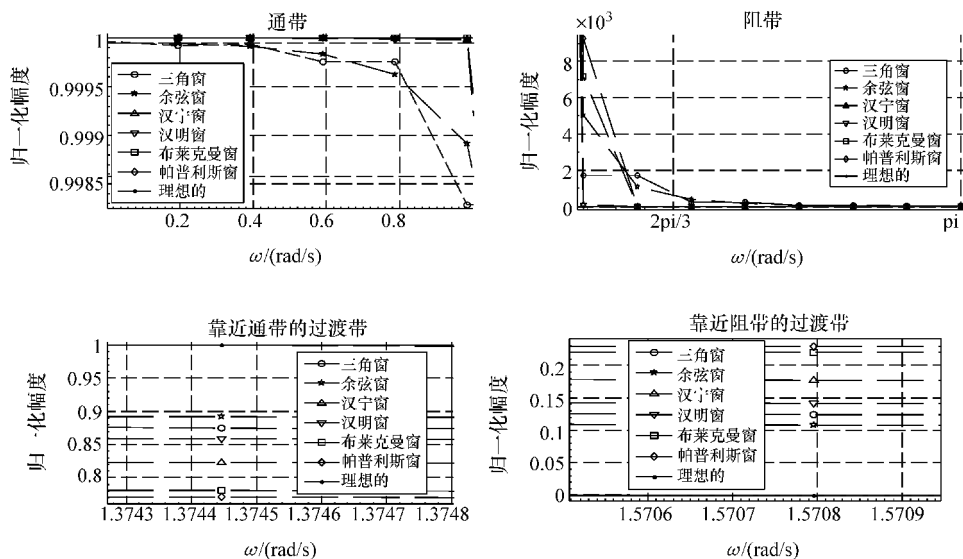 通带
归一化幅度
1
0.9995
0.999
0.9985
三角窗
余弦窗
汉宁窗
汉明窗
布莱克曼窗
帕普利斯窗
理想的
0.2 0.4 0.6 0.8
ω/(rad/s)
阻带
×10³
归一化幅度
8
6
4
2
0
三角窗
余弦窗
汉宁窗
汉明窗
布莱克曼窗
帕普利斯窗
理想的
2pi/3 pi
ω/(rad/s)
靠近通带的过渡带
归一化幅度
1
0.95
0.9
0.85
0.8
三角窗
余弦窗
汉宁窗
汉明窗
布莱克曼窗
帕普利斯窗
理想的
1.3743 1.3744 1.3745 1.3746 1.3747 1.3748
ω/(rad/s)
靠近阻带的过渡带
归一化幅度
0.2
0.15
0.1
0.05
0
三角窗
余弦窗
汉宁窗
汉明窗
布莱克曼窗
帕普利斯窗
理想的
1.5706 1.5707 1.5708 1.5709
ω/(rad/s)